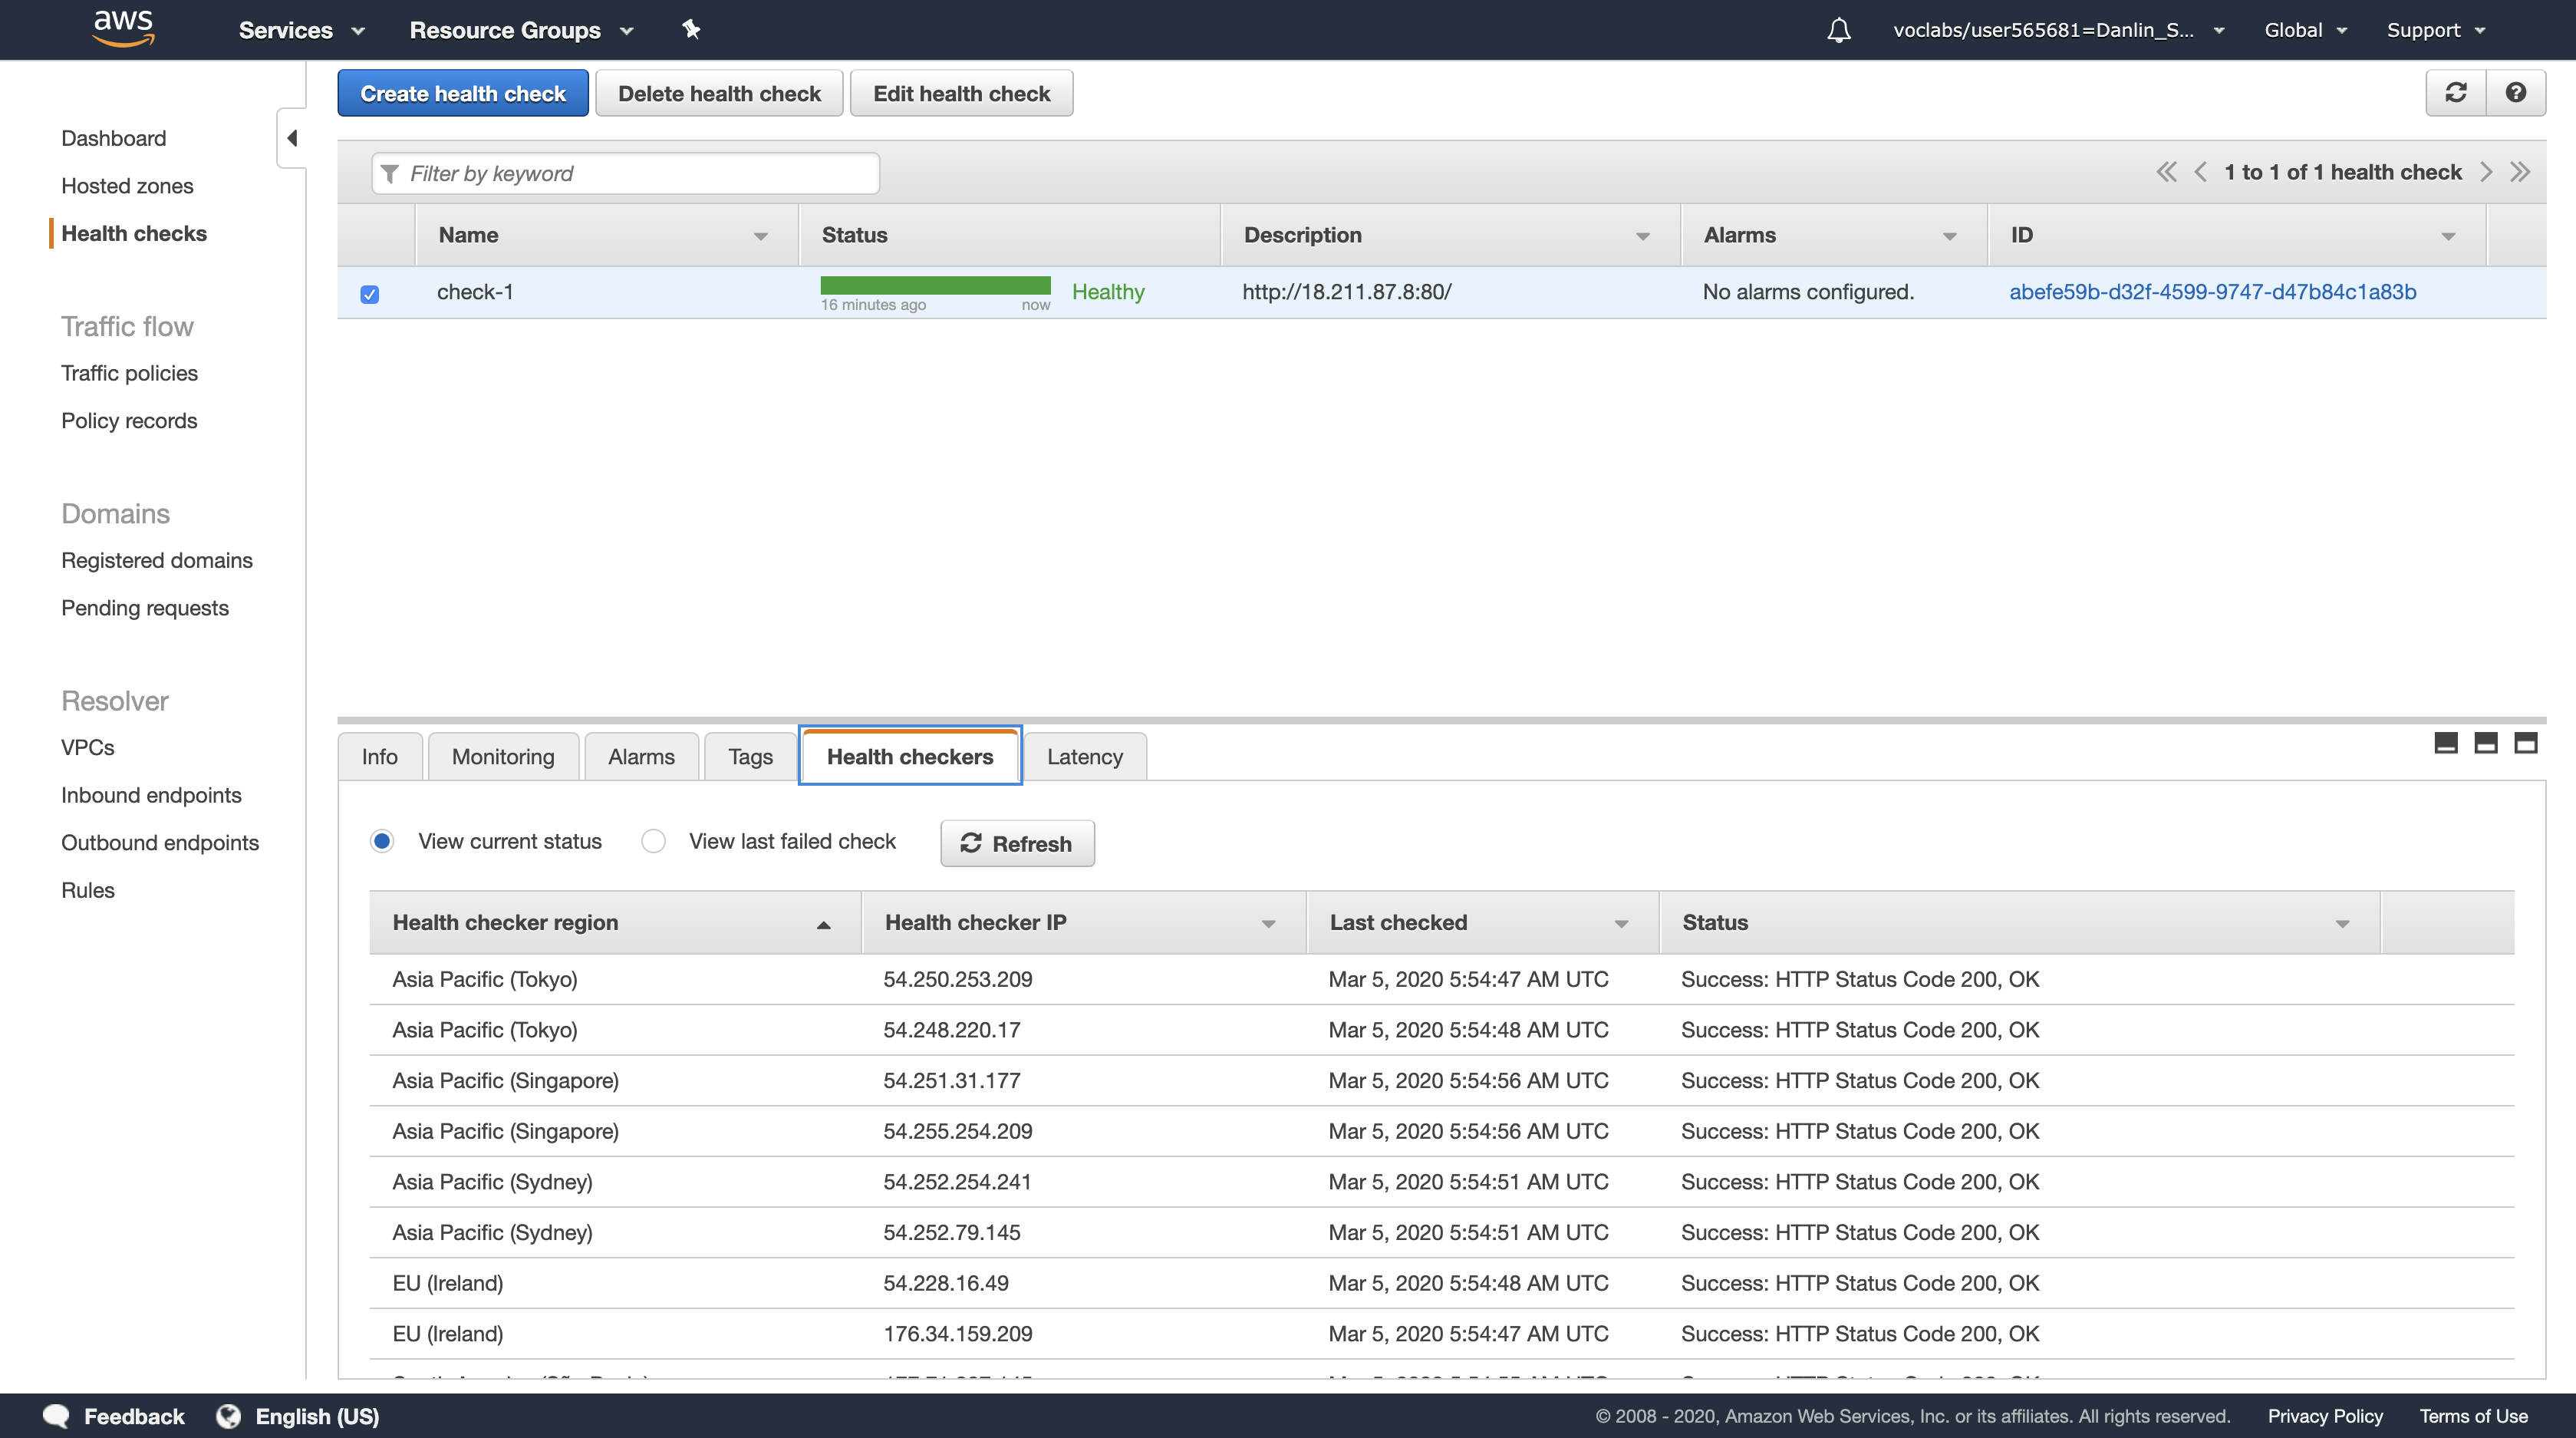 aws Services Resource Groups voclabs/user565681=Danlin_S... Global Support
Create health check Delete health check Edit health check
Dashboard
Hosted zones
Health checks
Traffic flow
Traffic policies
Policy records
Domains
Registered domains
Pending requests
Resolver
VPCs
Inbound endpoints
Outbound endpoints
Rules
Filter by keyword 1 to 1 of 1 health check
Name Status Description Alarms ID
check-1 Healthy http://18.211.87.8:80/ No alarms configured. abefe59b-d32f-4599-9747-d47b84c1a83b
16 minutes ago now
Info Monitoring Alarms Tags Health checkers Latency
View current status View last failed check Refresh
Health checker region Health checker IP Last checked Status
Asia Pacific (Tokyo) 54.250.253.209 Mar 5, 2020 5:54:47 AM UTC Success: HTTP Status Code 200, OK
Asia Pacific (Tokyo) 54.248.220.17 Mar 5, 2020 5:54:48 AM UTC Success: HTTP Status Code 200, OK
Asia Pacific (Singapore) 54.251.31.177 Mar 5, 2020 5:54:56 AM UTC Success: HTTP Status Code 200, OK
Asia Pacific (Singapore) 54.255.254.209 Mar 5, 2020 5:54:56 AM UTC Success: HTTP Status Code 200, OK
Asia Pacific (Sydney) 54.252.254.241 Mar 5, 2020 5:54:51 AM UTC Success: HTTP Status Code 200, OK
Asia Pacific (Sydney) 54.252.79.145 Mar 5, 2020 5:54:51 AM UTC Success: HTTP Status Code 200, OK
EU (Ireland) 54.228.16.49 Mar 5, 2020 5:54:48 AM UTC Success: HTTP Status Code 200, OK
EU (Ireland) 176.34.159.209 Mar 5, 2020 5:54:47 AM UTC Success: HTTP Status Code 200, OK
Feedback English (US) © 2008 - 2020, Amazon Web Services, Inc. or its affiliates. All rights reserved. Privacy Policy Terms of Use